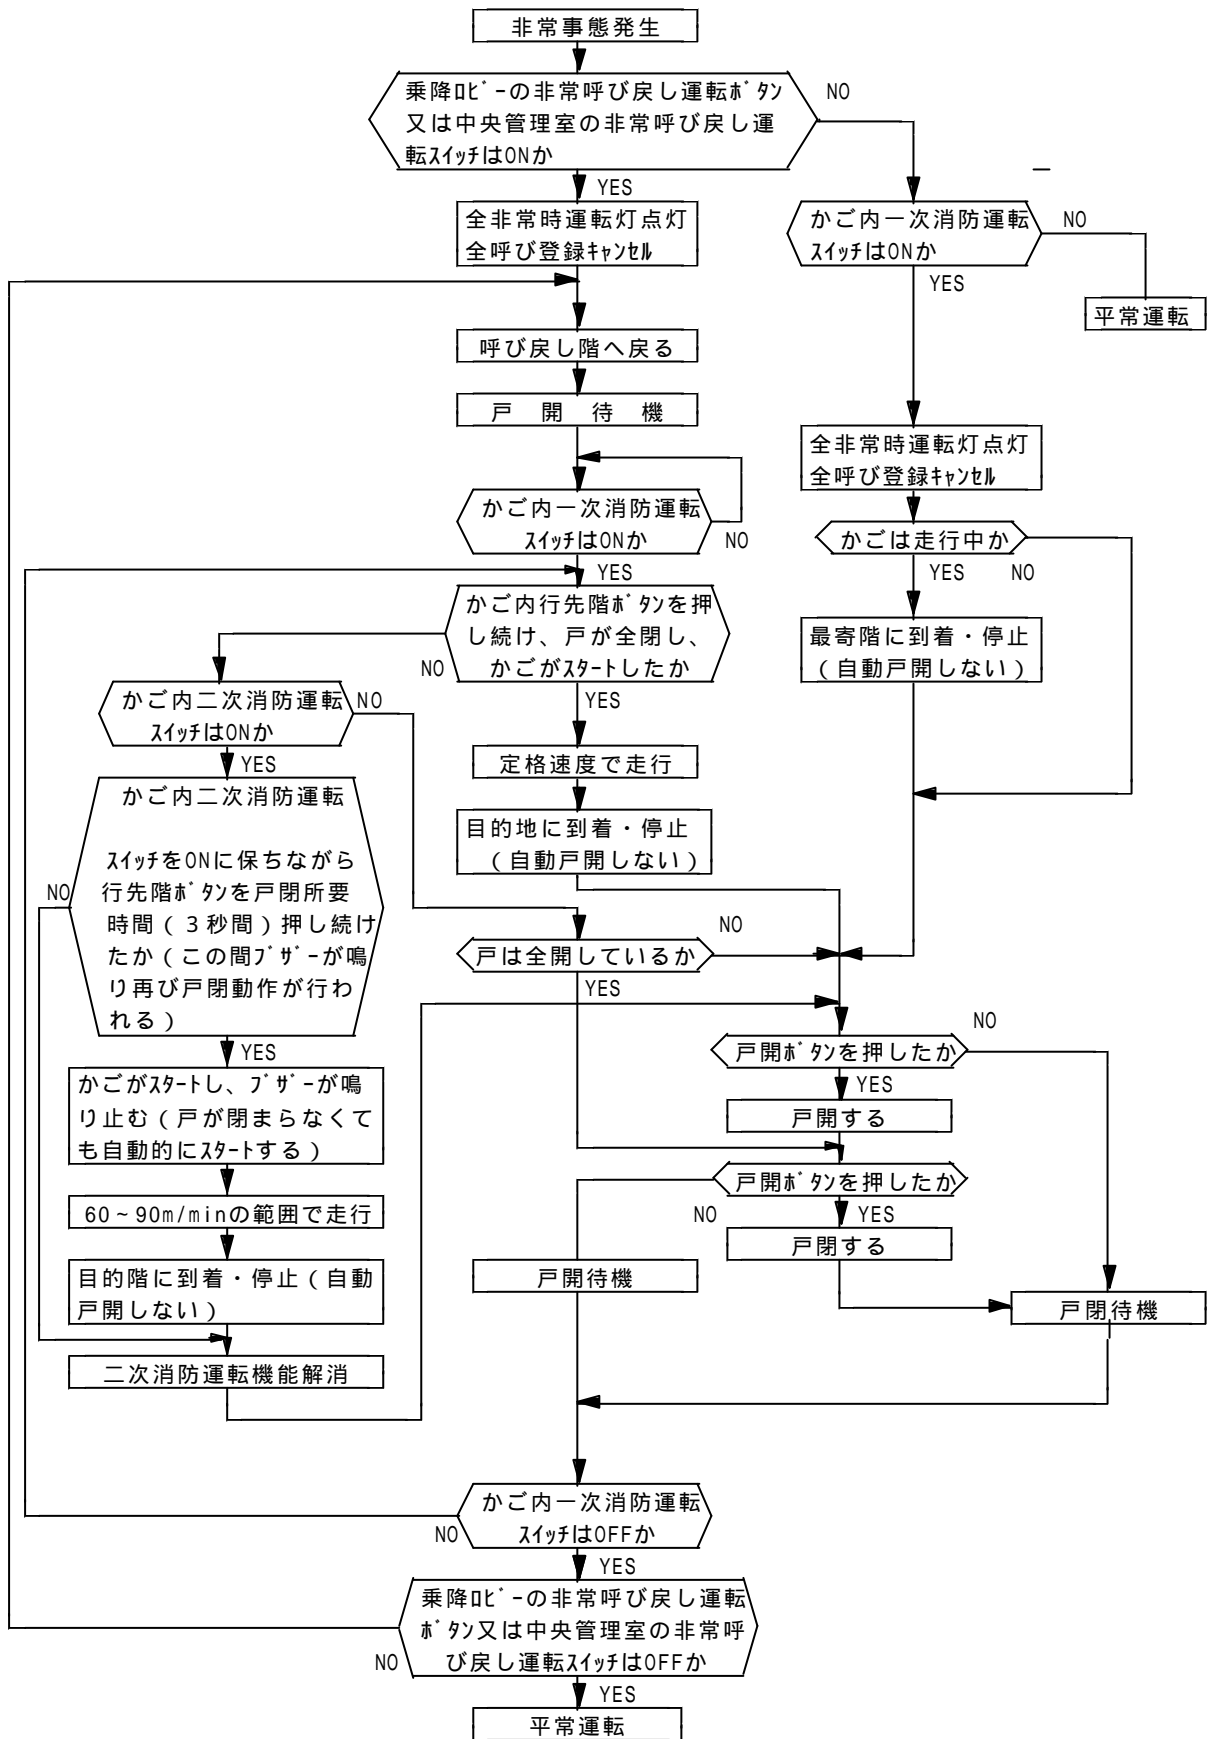 非常事態発生
乗降ﾛﾋﾞｰの非常呼び戻し運転ﾎﾞﾀﾝ
又は中央管理室の非常呼び戻し運
転ｽｲｯﾁはONか
NO
YES
全非常時運転灯点灯
全呼び登録ｷｬﾝｾﾙ
かご内一次消防運転
ｽｲｯﾁはONか
NO
YES
平常運転
呼び戻し階へ戻る
戸 開 待 機
全非常時運転灯点灯
全呼び登録ｷｬﾝｾﾙ
かご内一次消防運転
ｽｲｯﾁはONか
NO
YES
かごは走行中か
YES
NO
かご内行先階ﾎﾞﾀﾝを押
し続け、戸が全閉し、
かごがｽﾀｰﾄしたか
NO
YES
最寄階に到着・停止
(自動戸開しない)
かご内二次消防運転
ｽｲｯﾁはONか
NO
YES
定格速度で走行
目的地に到着・停止
(自動戸開しない)
かご内二次消防運転
ｽｲｯﾁをONに保ちながら
行先階ﾎﾞﾀﾝを戸閉所要
時間(3秒間)押し続け
たか(この間ﾌﾞｻﾞｰが鳴
り再び戸閉動作が行わ
れる)
NO
YES
戸は全開しているか
NO
YES
戸開ﾎﾞﾀﾝを押したか
NO
YES
戸開する
かごがｽﾀｰﾄし、ﾌﾞｻﾞｰが鳴
り止む(戸が閉まらなくて
も自動的にｽﾀｰﾄする)
戸開ﾎﾞﾀﾝを押したか
NO
YES
戸閉する
60~90m/minの範囲で走行
目的階に到着・停止(自動
戸開しない)
戸開待機
戸閉待機
二次消防運転機能解消
かご内一次消防運転
ｽｲｯﾁはOFFか
NO
YES
乗降ﾛﾋﾞｰの非常呼び戻し運転
ﾎﾞﾀﾝ又は中央管理室の非常呼
び戻し運転ｽｲｯﾁはOFFか
NO
YES
平常運転